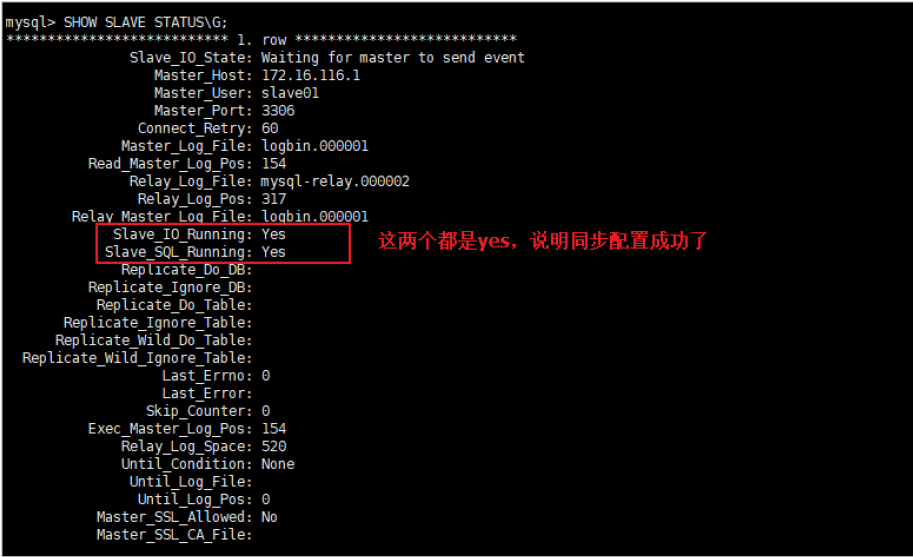 mysql> SHOW SLAVE STATUS\G;
*************************** 1. row ***************************
Slave_IO_State: Waiting for master to send event
Master_Host: 172.16.116.1
Master_User: slave01
Master_Port: 3306
Connect_Retry: 60
Master_Log_File: logbin.000001
Read_Master_Log_Pos: 154
Relay_Log_File: mysql-relay.000002
Relay_Log_Pos: 317
Relay_Master_Log_File: logbin.000001
Slave_IO_Running: Yes
这两个都是yes，说明同步配置成功了
Slave_SQL_Running: Yes
Replicate_Do_DB:
Replicate_Ignore_DB:
Replicate_Do_Table:
Replicate_Ignore_Table:
Replicate_Wild_Do_Table:
Replicate_Wild_Ignore_Table:
Last_Errno: 0
Last_Error:
Skip_Counter: 0
Exec_Master_Log_Pos: 154
Relay_Log_Space: 520
Until_Condition: None
Until_Log_File:
Until_Log_Pos: 0
Master_SSL_Allowed: No
Master_SSL_CA_File: